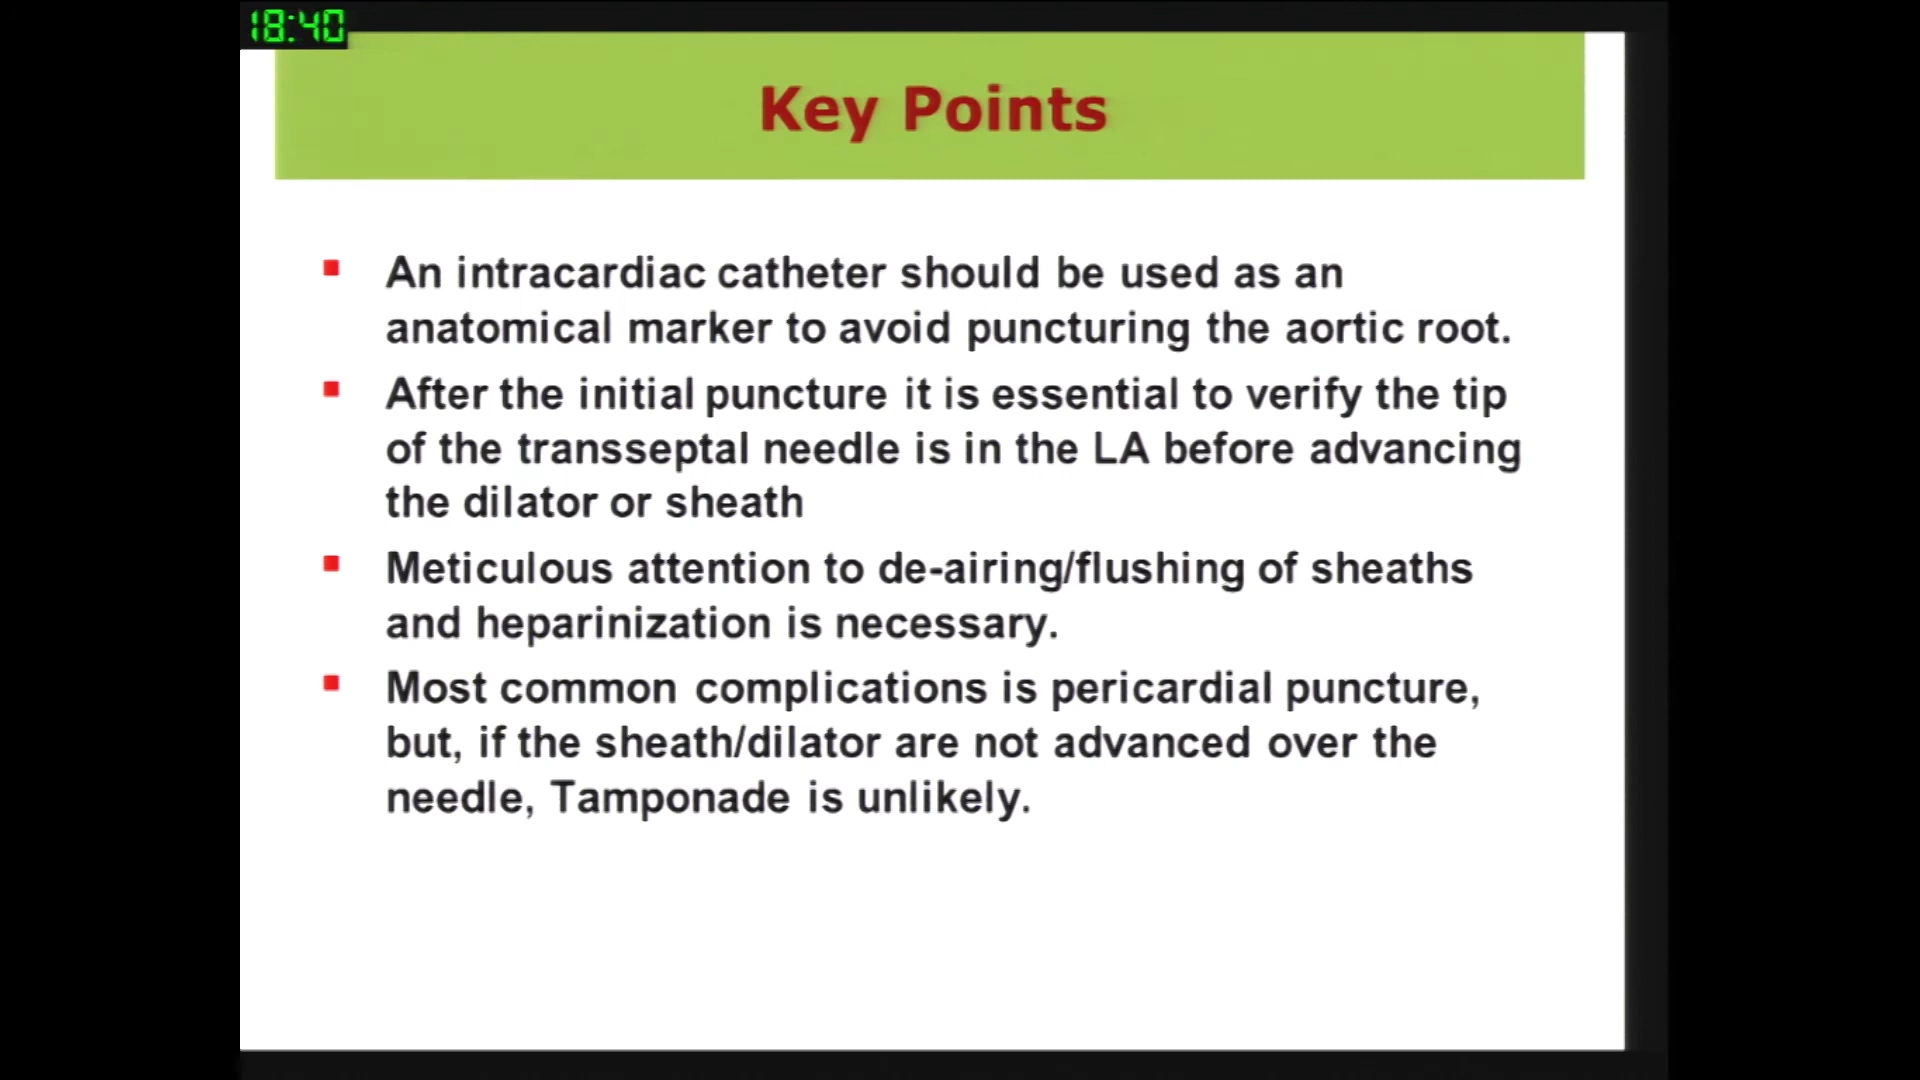 18:40
Key Points
An intracardiac catheter should be used as an
anatomical marker to avoid puncturing the aortic root.
After the initial puncture it is essential to verify the tip
of the transseptal needle is in the LA before advancing
the dilator or sheath
Meticulous attention to de-airing/flushing of sheaths
and heparinization is necessary.
Most common complications is pericardial puncture,
but, if the sheath/dilator are not advanced over the
needle, Tamponade is unlikely.